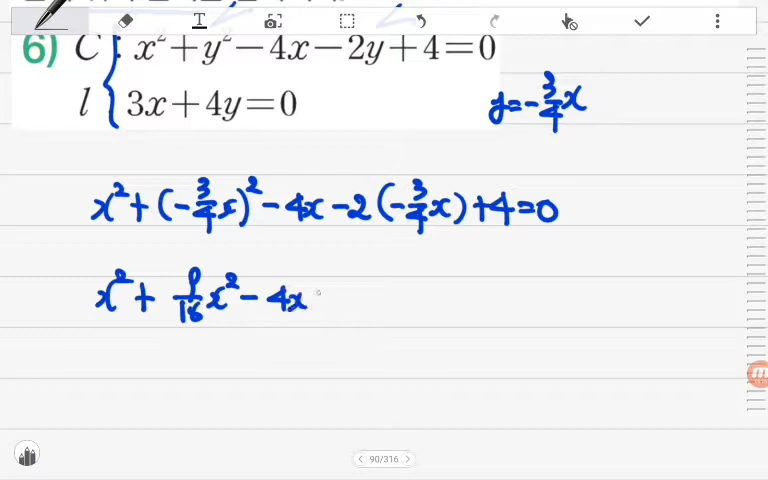 6) C : x²+y²−4x−2y+4=0
l 3x+4y=0
y=-3/4x
x²+(-3/4x)²-4x-2(-3/4x)+4=0
x²+9/16x²-4x
90/316